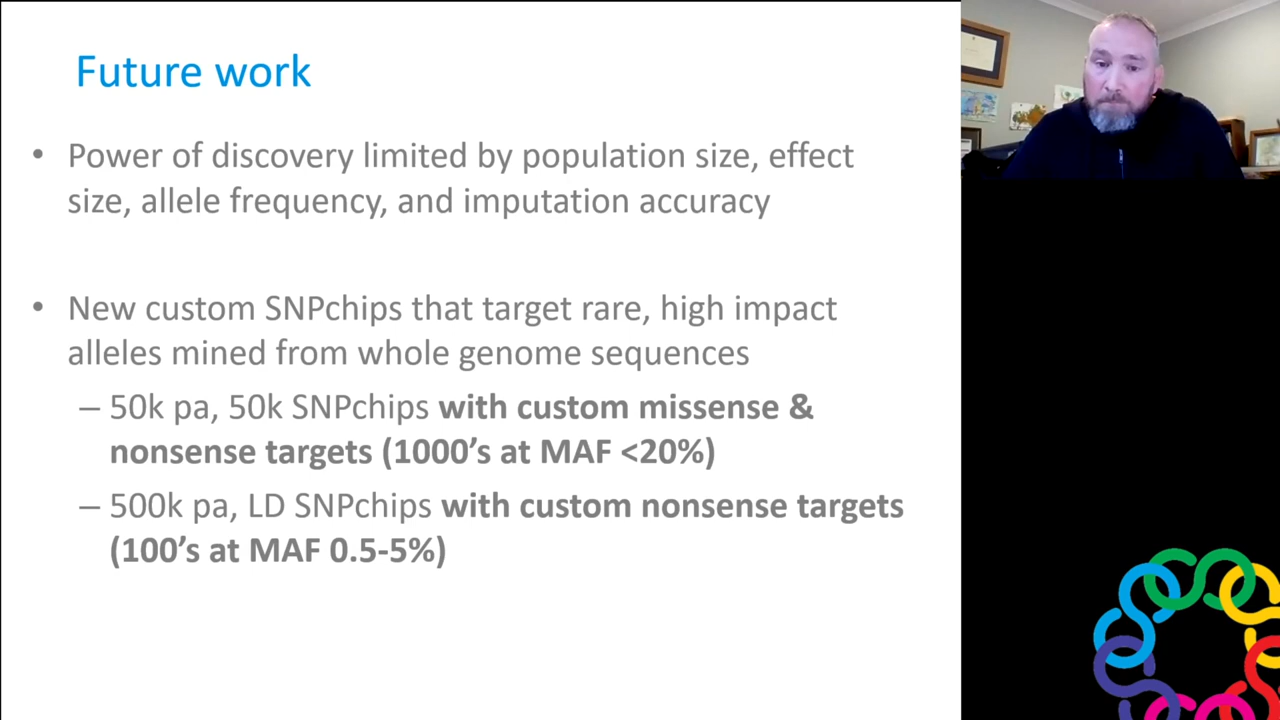 Future work
• Power of discovery limited by population size, effect
size, allele frequency, and imputation accuracy
• New custom SNPchips that target rare, high impact
alleles mined from whole genome sequences
– 50k pa, 50k SNPchips with custom missense &
nonsense targets (1000’s at MAF <20%)
– 500k pa, LD SNPchips with custom nonsense targets
(100’s at MAF 0.5-5%)